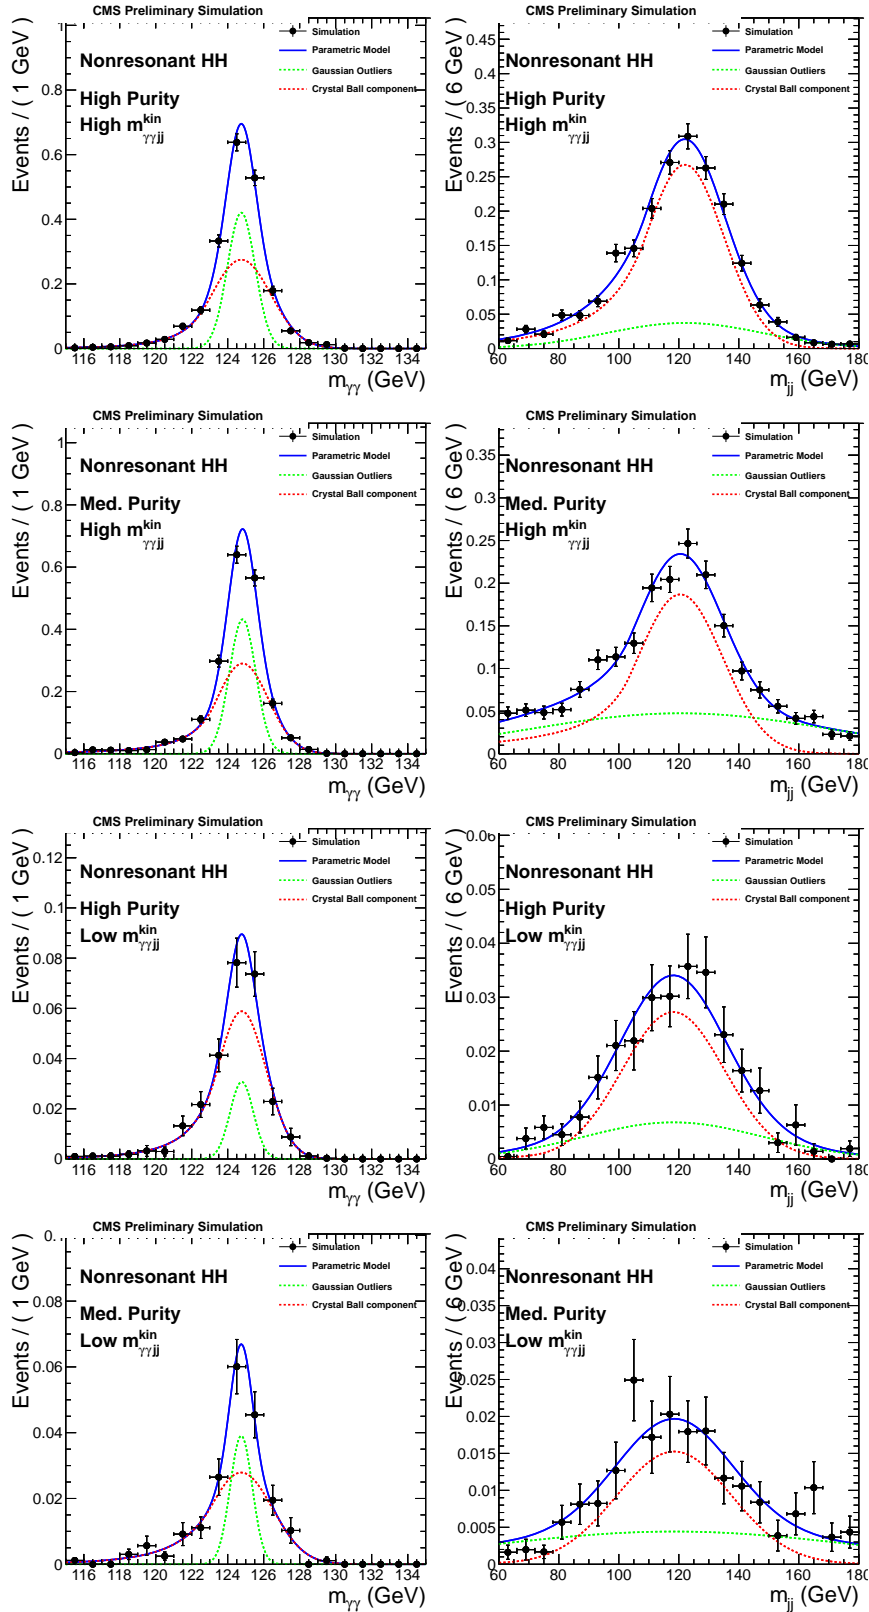 CMS Preliminary Simulation
Events / ( 1 GeV )
1
0.8
0.6
0.4
0.2
0
Nonresonant HH
High Purity
High m^kin_γγjj
Simulation
Parametric Model
Gaussian Outliers
Crystal Ball component
116 118 120 122 124 126 128 130 132 134
m_γγ (GeV)
CMS Preliminary Simulation
Events / ( 6 GeV )
0.45
0.4
0.35
0.3
0.25
0.2
0.15
0.1
0.05
0
Nonresonant HH
High Purity
High m^kin_γγjj
Simulation
Parametric Model
Gaussian Outliers
Crystal Ball component
60 80 100 120 140 160 180
m_jj (GeV)
CMS Preliminary Simulation
Events / ( 1 GeV )
1
0.8
0.6
0.4
0.2
0
Nonresonant HH
Med. Purity
High m^kin_γγjj
Simulation
Parametric Model
Gaussian Outliers
Crystal Ball component
116 118 120 122 124 126 128 130 132 134
m_γγ (GeV)
CMS Preliminary Simulation
Events / ( 6 GeV )
0.35
0.3
0.25
0.2
0.15
0.1
0.05
0
Nonresonant HH
Med. Purity
High m^kin_γγjj
Simulation
Parametric Model
Gaussian Outliers
Crystal Ball component
60 80 100 120 140 160 180
m_jj (GeV)
CMS Preliminary Simulation
Events / ( 1 GeV )
0.12
0.1
0.08
0.06
0.04
0.02
0
Nonresonant HH
High Purity
Low m^kin_γγjj
Simulation
Parametric Model
Gaussian Outliers
Crystal Ball component
116 118 120 122 124 126 128 130 132 134
m_γγ (GeV)
CMS Preliminary Simulation
Events / ( 6 GeV )
0.06
0.05
0.04
0.03
0.02
0.01
0
Nonresonant HH
High Purity
Low m^kin_γγjj
Simulation
Parametric Model
Gaussian Outliers
Crystal Ball component
60 80 100 120 140 160 180
m_jj (GeV)
CMS Preliminary Simulation
Events / ( 1 GeV )
0.1
0.08
0.06
0.04
0.02
0
Nonresonant HH
Med. Purity
Low m^kin_γγjj
Simulation
Parametric Model
Gaussian Outliers
Crystal Ball component
116 118 120 122 124 126 128 130 132 134
m_γγ (GeV)
CMS Preliminary Simulation
Events / ( 6 GeV )
0.04
0.035
0.03
0.025
0.02
0.015
0.01
0.005
0
Nonresonant HH
Med. Purity
Low m^kin_γγjj
Simulation
Parametric Model
Gaussian Outliers
Crystal Ball component
60 80 100 120 140 160 180
m_jj (GeV)